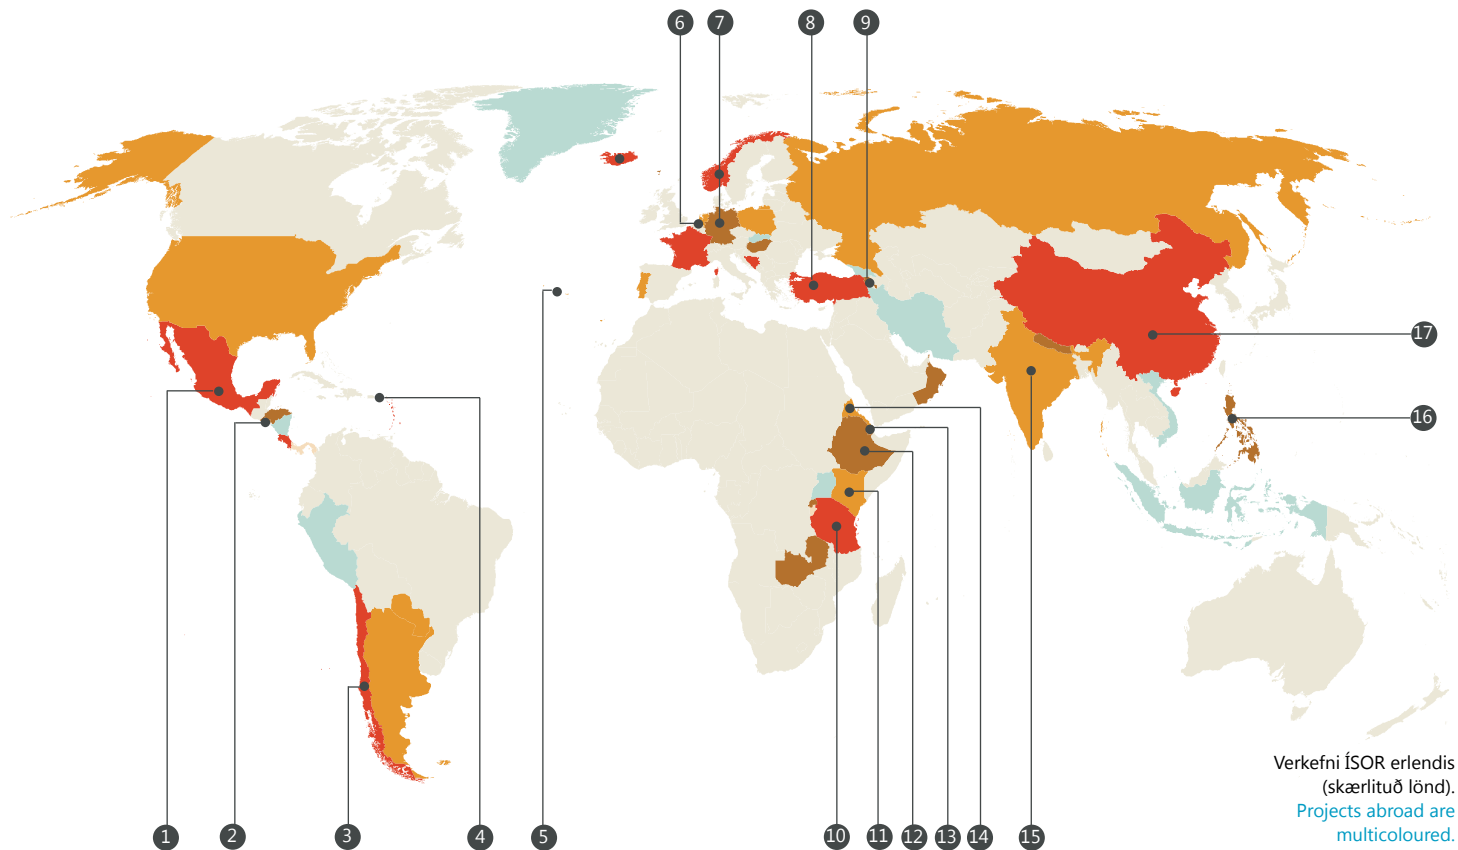 6 7 8 9
17
16
Verkefni ÍSOR erlendis
(skærlituð lönd).
Projects abroad are
multicoloured.
1 2 3 4 5 10 11 12 13 14 15